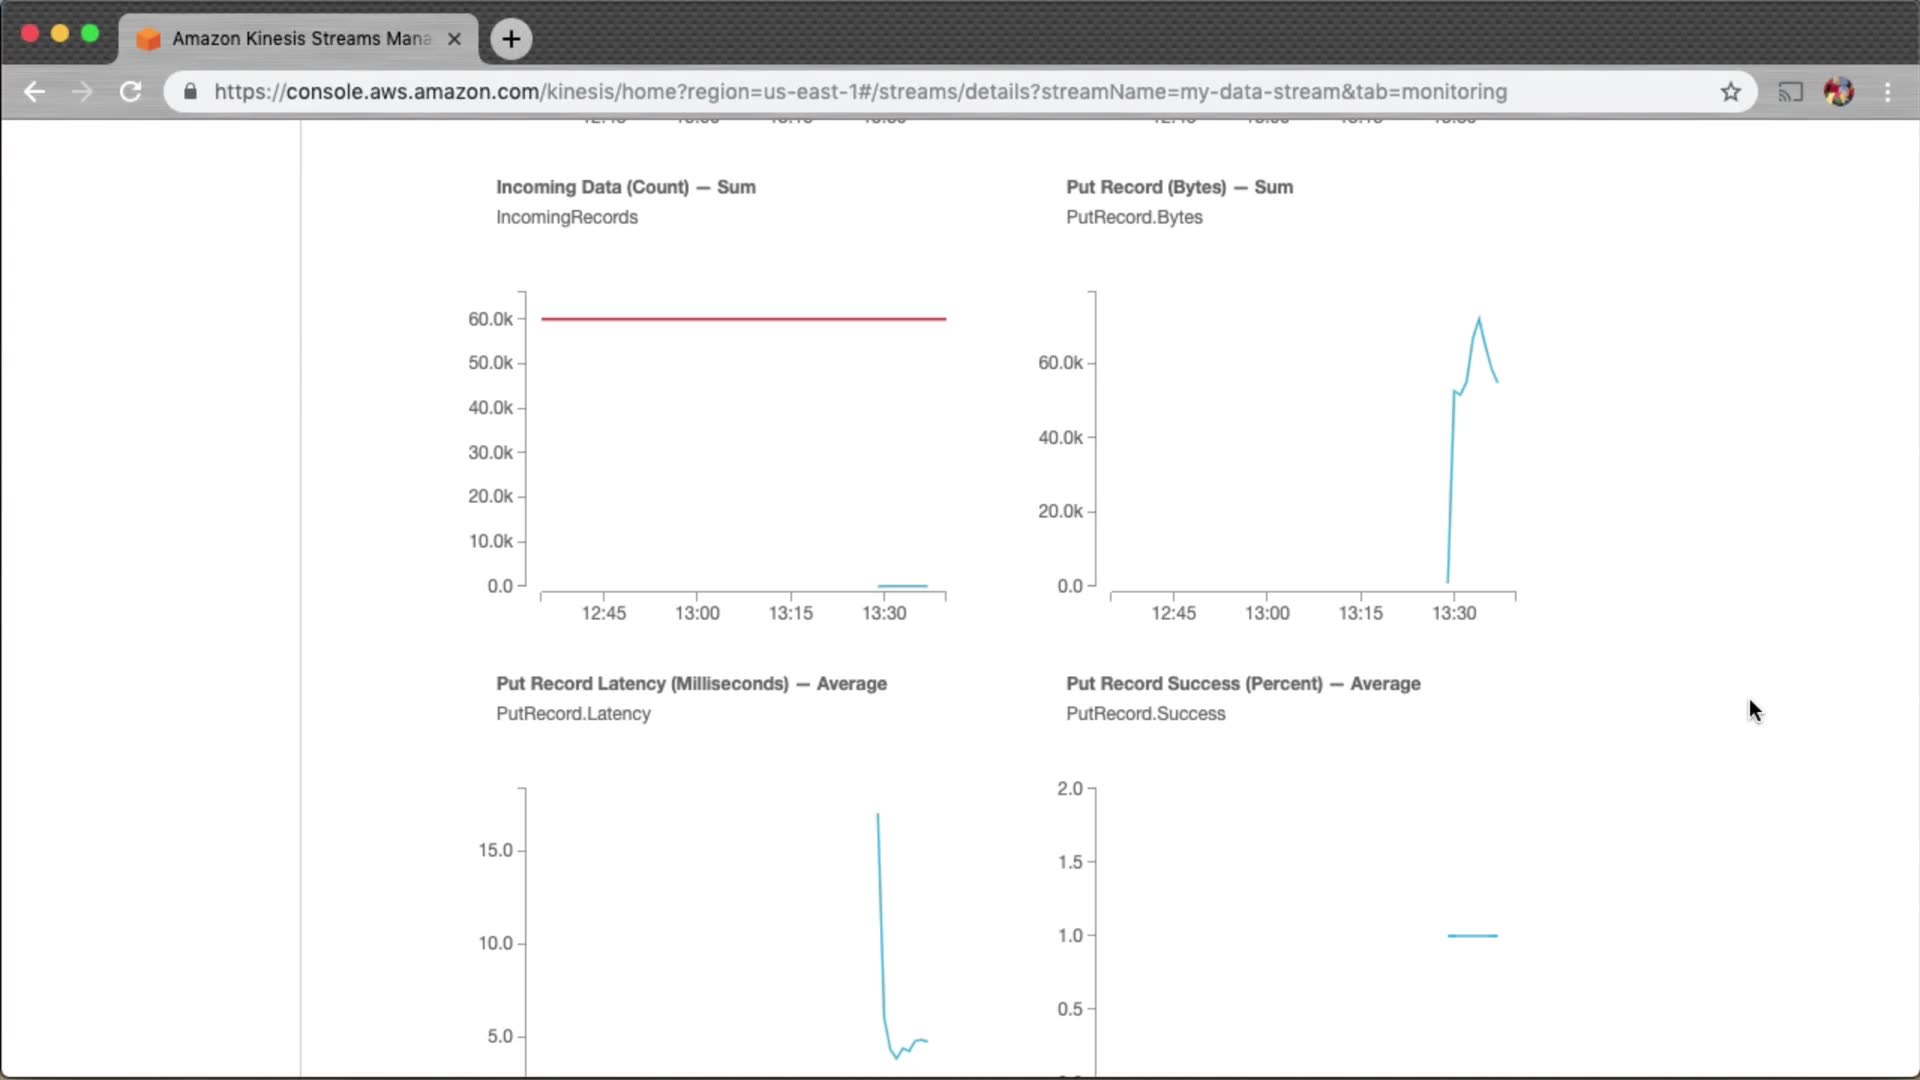 Amazon Kinesis Streams Mana
https://console.aws.amazon.com/kinesis/home?region=us-east-1#/streams/details?streamName=my-data-stream&tab=monitoring
Incoming Data (Count) — Sum
IncomingRecords
60.0k
50.0k
40.0k
30.0k
20.0k
10.0k
0.0
12:45 13:00 13:15 13:30
Put Record (Bytes) — Sum
PutRecord.Bytes
60.0k
40.0k
20.0k
0.0
12:45 13:00 13:15 13:30
Put Record Latency (Milliseconds) — Average
PutRecord.Latency
15.0
10.0
5.0
Put Record Success (Percent) — Average
PutRecord.Success
2.0
1.5
1.0
0.5